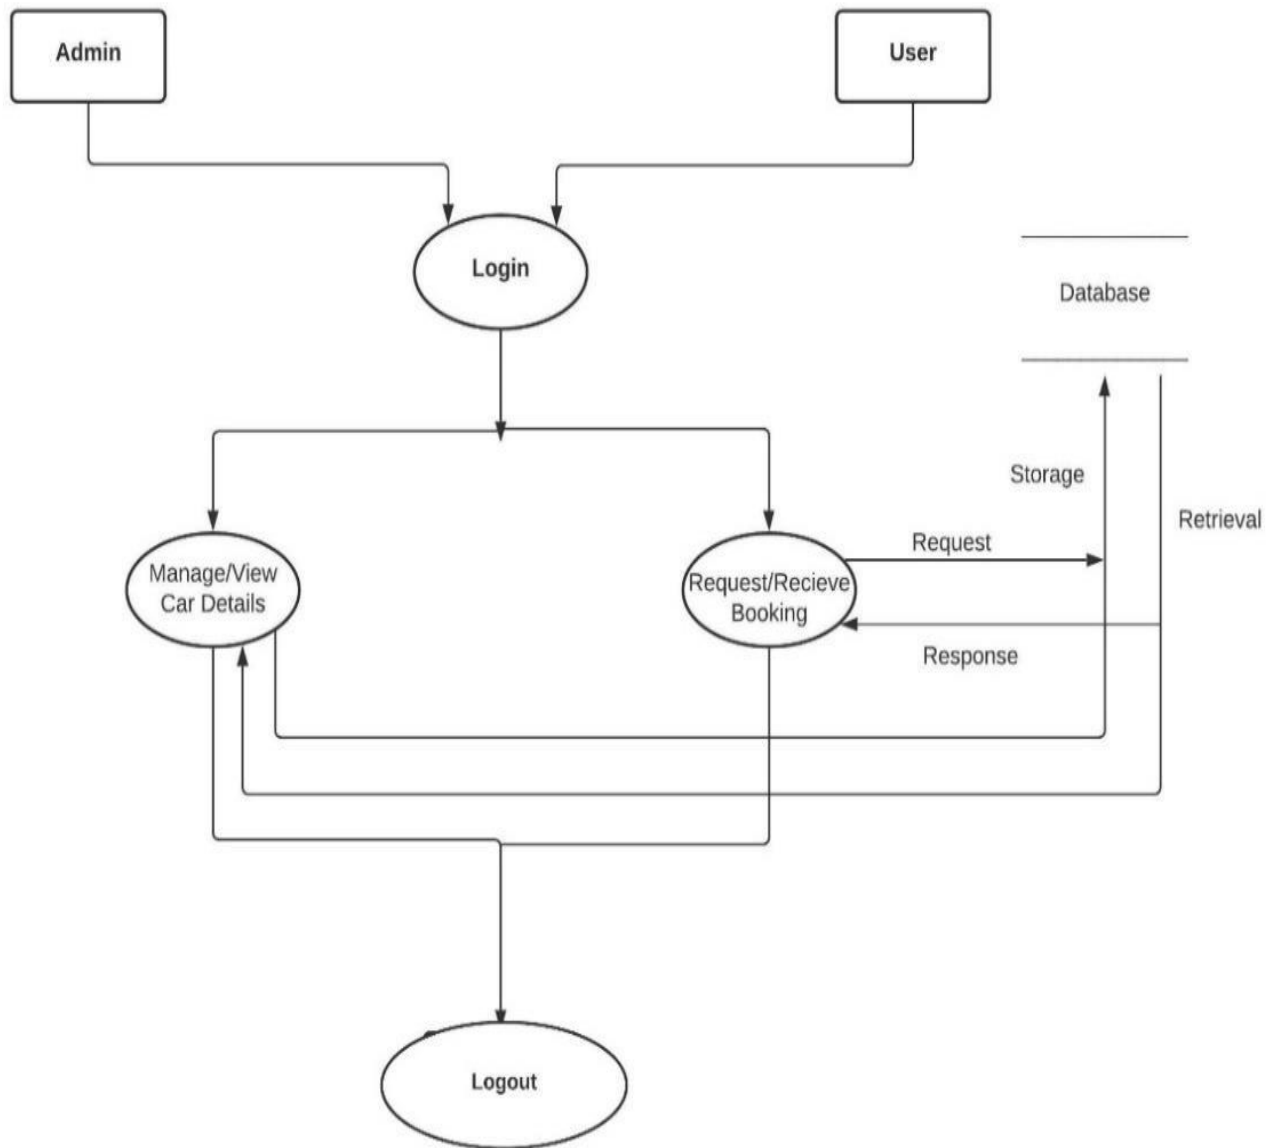 Admin
User
Login
Database
Storage
Retrieval
Request
Manage/View
Car Details
Request/Recieve
Booking
Response
Logout